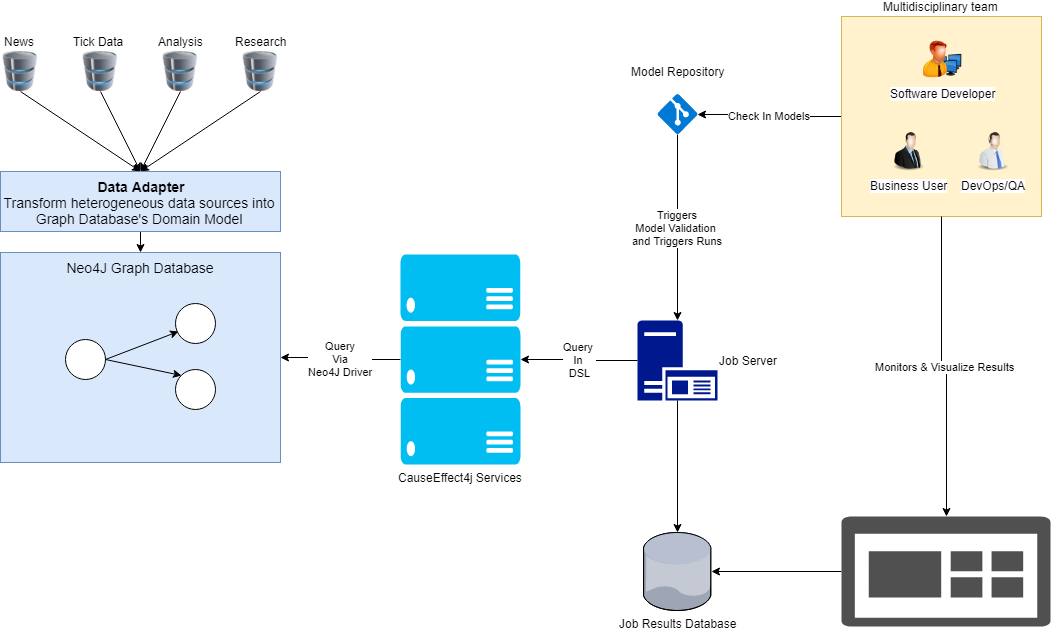 Multidisciplinary team
News
Tick Data
Analysis
Research
Model Repository
Software Developer
Check In Models
Business User
DevOps/QA
Data Adapter
Transform heterogeneous data sources into
Graph Database's Domain Model
Triggers
Model Validation
and Triggers Runs
Neo4J Graph Database
Query
Via
Neo4J Driver
Query
In
DSL
Job Server
Monitors & Visualize Results
CauseEffect4j Services
Job Results Database